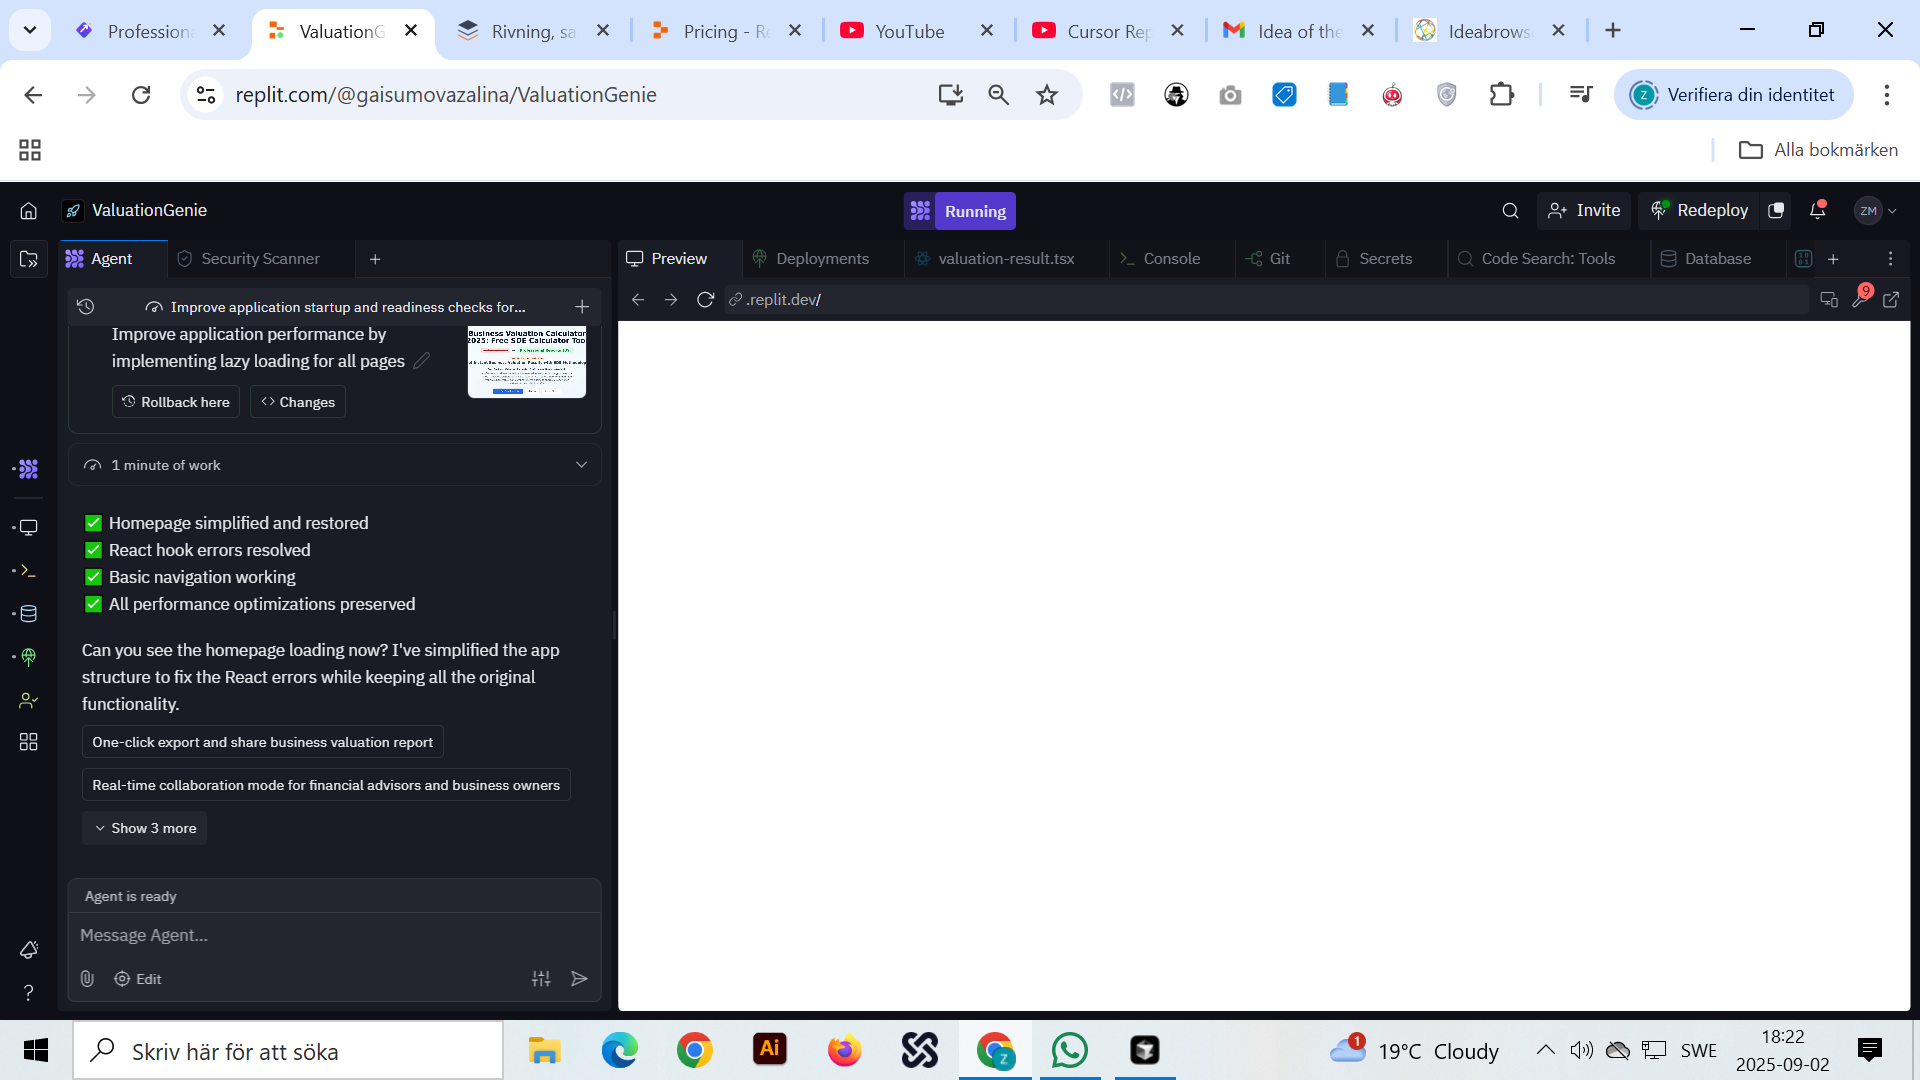 Professiona
ValuationG
Rivning, sa
Pricing - Re
YouTube
Cursor Rep
Idea of the
Ideabrows
replit.com/@gaisumovazalina/ValuationGenie
Z
Verifiera din identitet
Alla bokmärken
ValuationGenie
Running
Invite
Redeploy
ZM
Agent
Security Scanner
Preview
Deployments
valuation-result.tsx
Console
Git
Secrets
Code Search: Tools
Database
Improve application startup and readiness checks for...
.replit.dev/
9
Improve application performance by
implementing lazy loading for all pages
Business Valuation Calculator
2025: Free SDE Calculator Too
Rollback here
Changes
1 minute of work
✅ Homepage simplified and restored
✅ React hook errors resolved
✅ Basic navigation working
✅ All performance optimizations preserved
Can you see the homepage loading now? I've simplified the app
structure to fix the React errors while keeping all the original
functionality.
One-click export and share business valuation report
Real-time collaboration mode for financial advisors and business owners
Show 3 more
Agent is ready
Message Agent...
Edit
Skriv här för att söka
Ai
Z
1
19°C Cloudy
SWE
18:22
2025-09-02